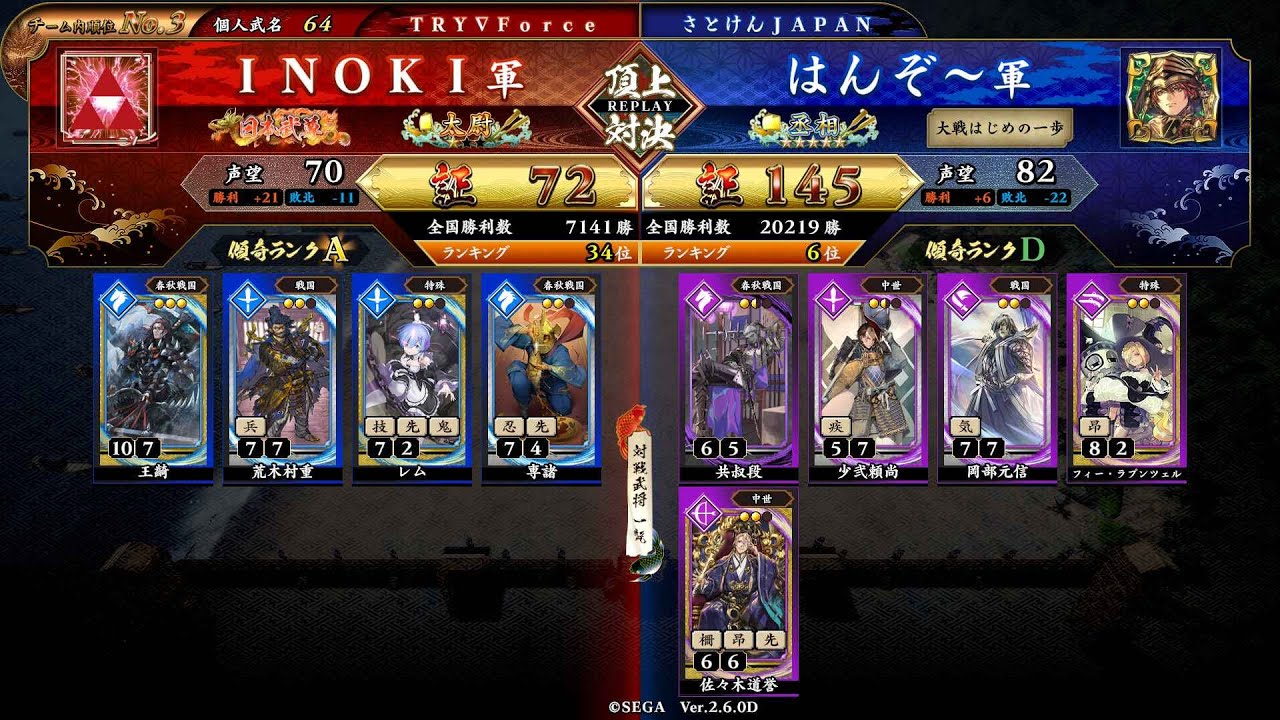 チーム内順位 No.3 個人武名 64 TRY∇Force さとけんJAPAN
INOKI軍 頂上 REPLAY 対決 はんぞ〜軍
太尉 丞相 大戦はじめの一歩
声望 70 証 72 証 145 声望 82
勝利 +21 敗北 -11 勝利 +6 敗北 -22
全国勝利数 7141勝 全国勝利数 20219勝
傾奇ランクA ランキング 34位 ランキング 6位 傾奇ランクD
春秋戦国 戦国 特殊 春秋戦国 春秋戦国 中世 戦国 特殊
兵 技 先 鬼 忍 先 疾 気 昂
10 7 7 7 7 2 7 4 6 5 5 7 7 7 8 2
王翦 荒木村重 レム 専諸 共叔段 少弐頼尚 岡部元信 フィー・ラプンツェル
対戦武将一覧
中世
柵 昂 先
6 6
佐々木道誉
©SEGA Ver.2.6.0D